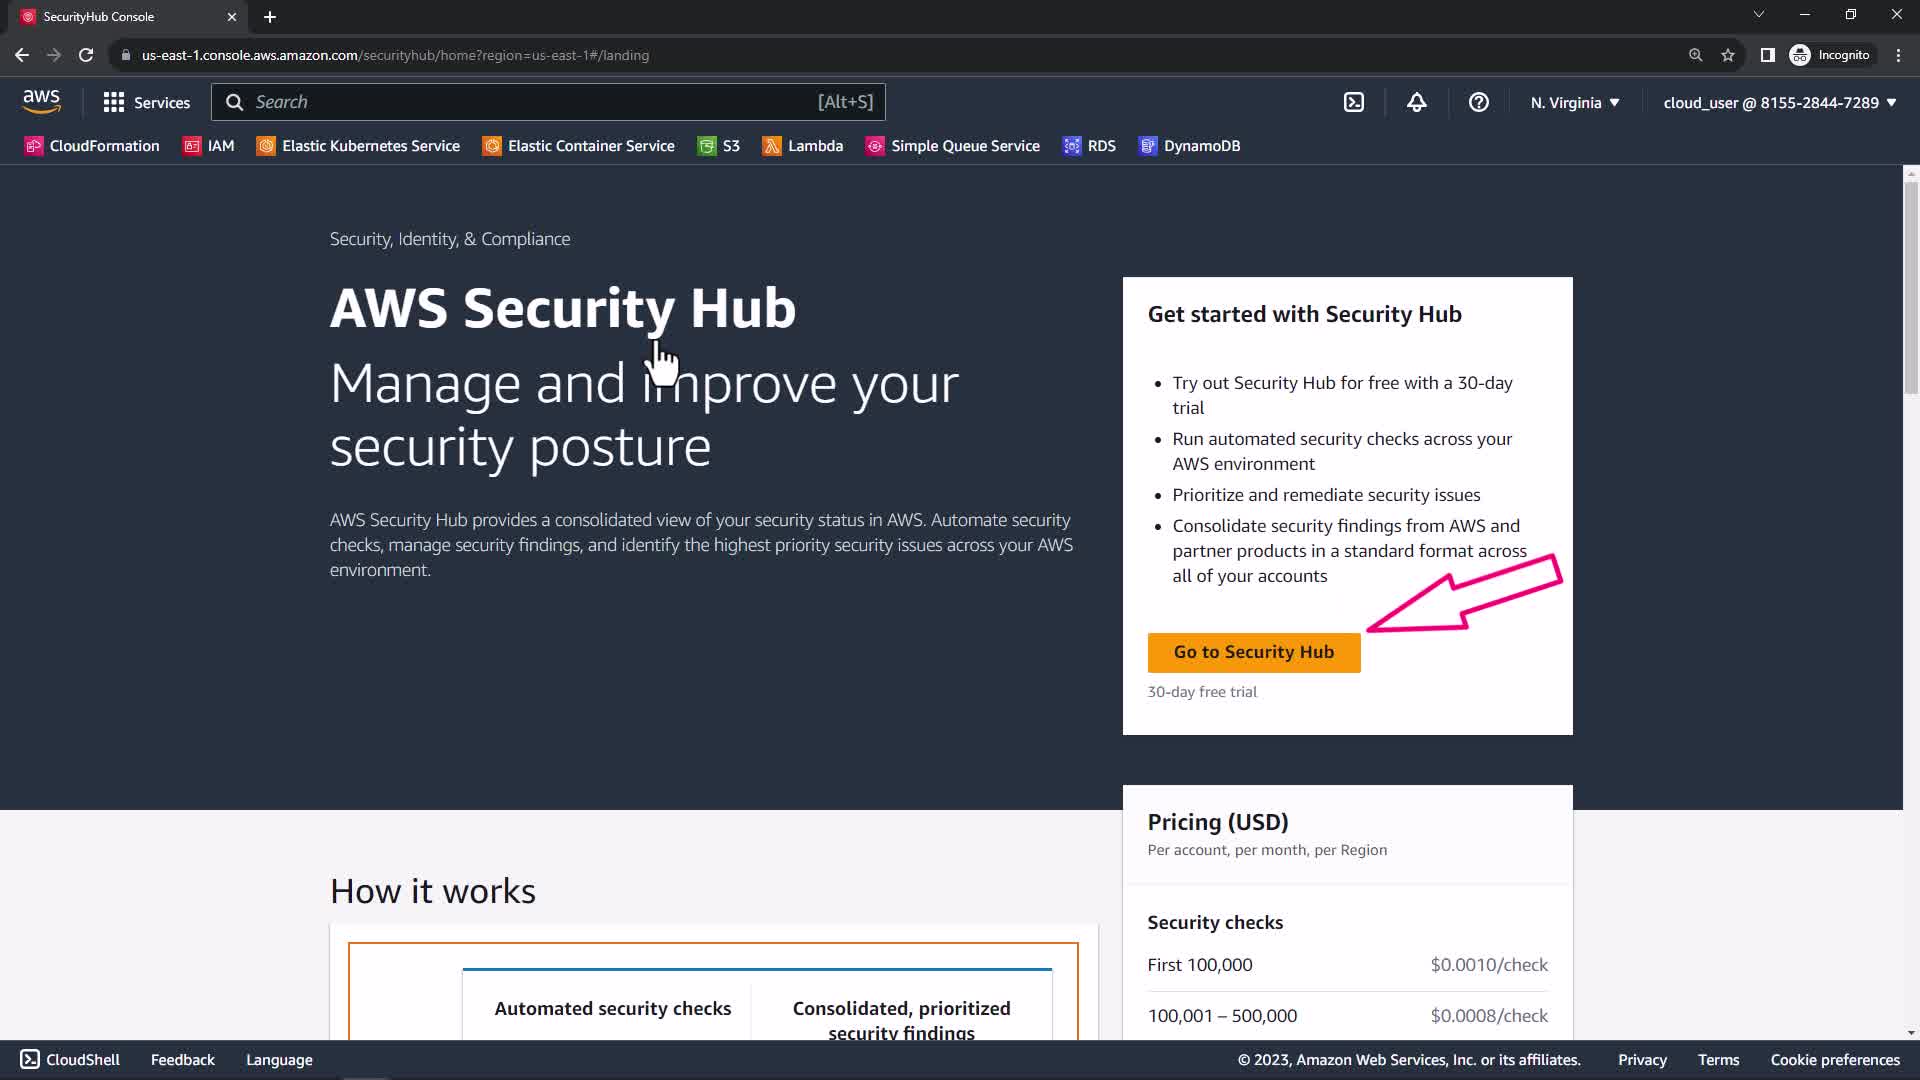 SecurityHub Console
us-east-1.console.aws.amazon.com/securityhub/home?region=us-east-1#/landing
Incognito
aws
Services
Search
[Alt+S]
N. Virginia
cloud_user @ 8155-2844-7289
CloudFormation
IAM
Elastic Kubernetes Service
Elastic Container Service
S3
Lambda
Simple Queue Service
RDS
DynamoDB
Security, Identity, & Compliance
AWS Security Hub
Manage and improve your
security posture
AWS Security Hub provides a consolidated view of your security status in AWS. Automate security
checks, manage security findings, and identify the highest priority security issues across your AWS
environment.
Get started with Security Hub
Try out Security Hub for free with a 30-day
trial
Run automated security checks across your
AWS environment
Prioritize and remediate security issues
Consolidate security findings from AWS and
partner products in a standard format across
all of your accounts
Go to Security Hub
30-day free trial
Pricing (USD)
Per account, per month, per Region
Security checks
First 100,000
$0.0010/check
100,001 – 500,000
$0.0008/check
How it works
Automated security checks
Consolidated, prioritized
security findings
CloudShell
Feedback
Language
© 2023, Amazon Web Services, Inc. or its affiliates.
Privacy
Terms
Cookie preferences